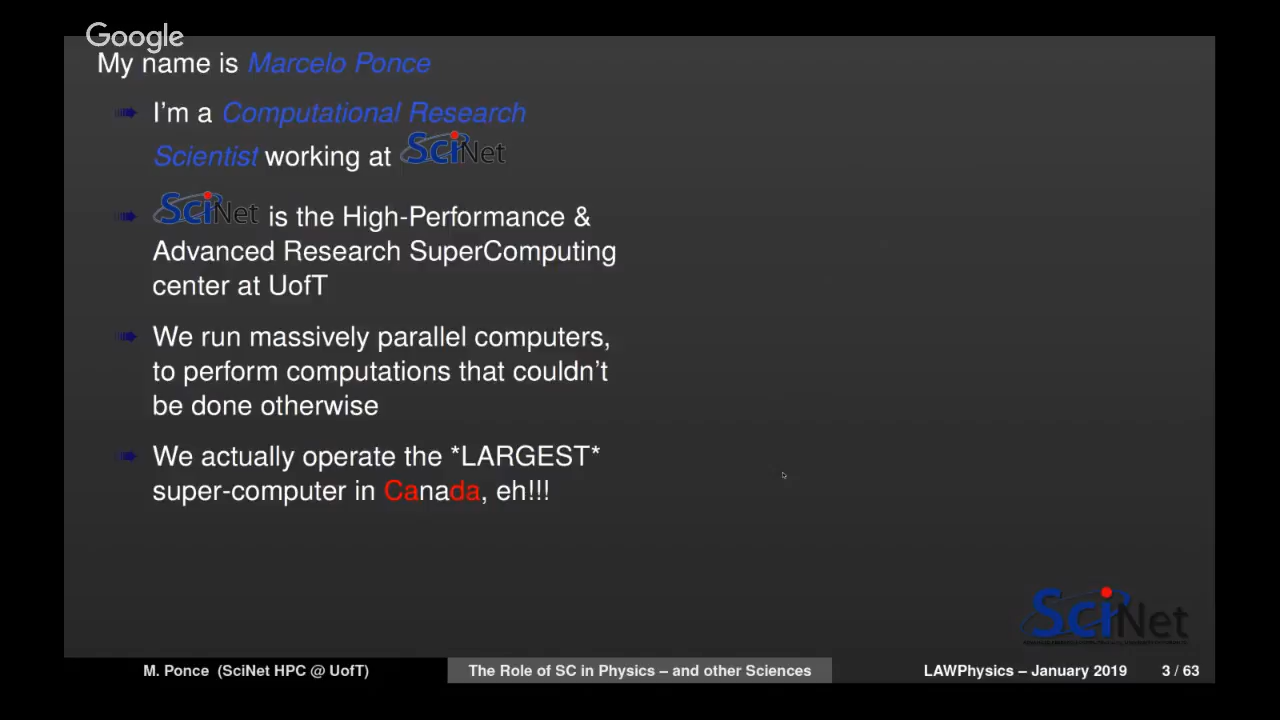 Google
My name is Marcelo Ponce
I'm a Computational Research
Scientist working at SciNet
SciNet is the High-Performance &
Advanced Research SuperComputing
center at UofT
We run massively parallel computers,
to perform computations that couldn't
be done otherwise
We actually operate the *LARGEST*
super-computer in Canada, eh!!!
SciNet
M. Ponce (SciNet HPC @ UofT)
The Role of SC in Physics – and other Sciences
LAWPhysics – January 2019
3 / 63